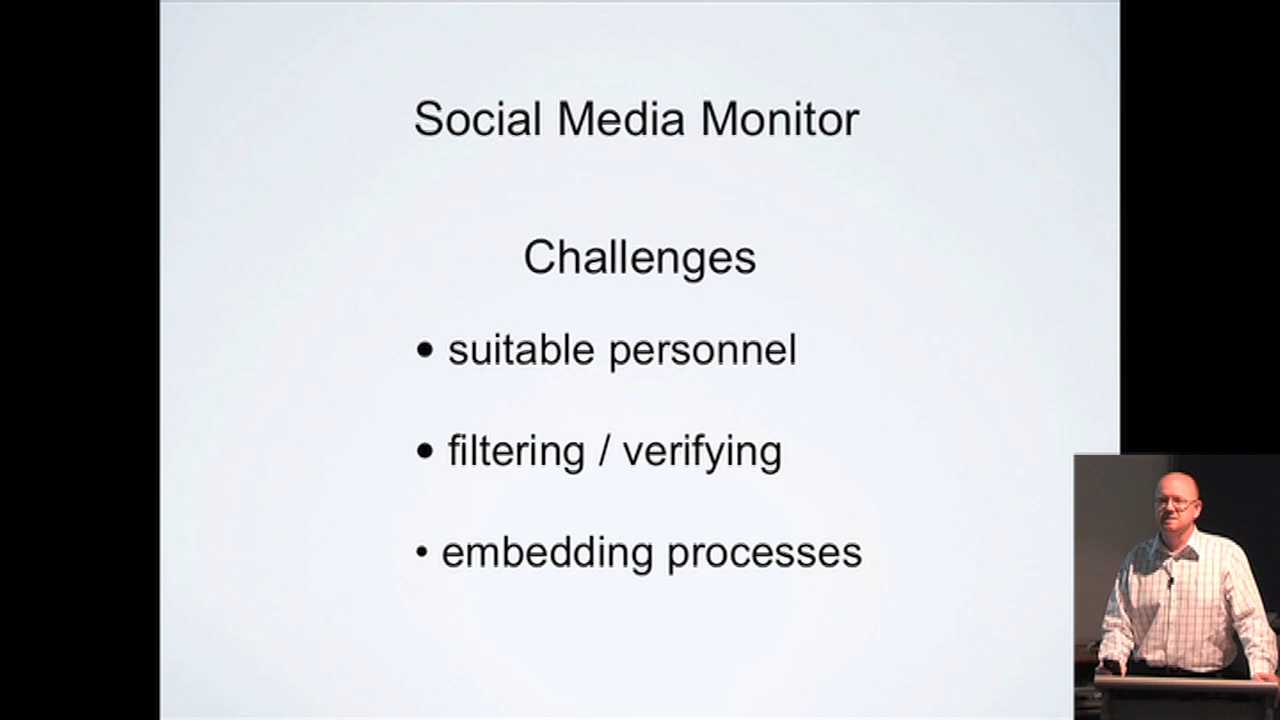 Social Media Monitor
Challenges
• suitable personnel
• filtering / verifying
• embedding processes